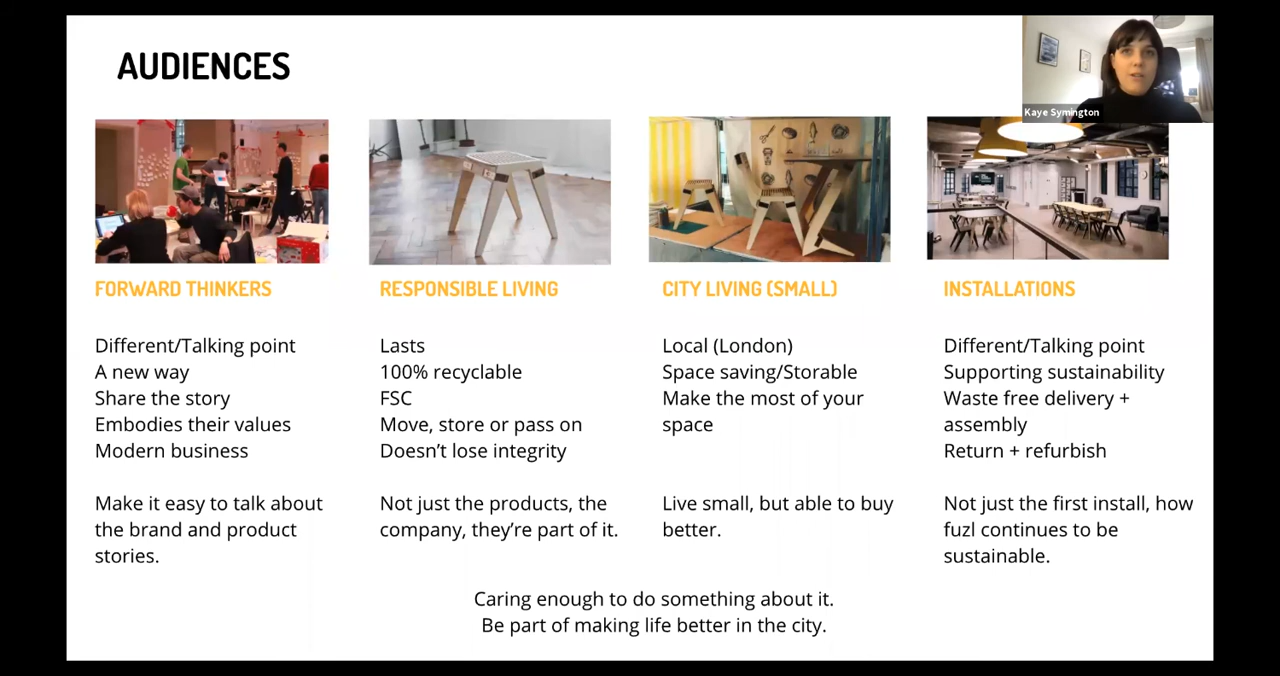 AUDIENCES
Kaye Symington
FORWARD THINKERS
Different/Talking point
A new way
Share the story
Embodies their values
Modern business
Make it easy to talk about
the brand and product
stories.
RESPONSIBLE LIVING
Lasts
100% recyclable
FSC
Move, store or pass on
Doesn't lose integrity
Not just the products, the
company, they're part of it.
CITY LIVING (SMALL)
Local (London)
Space saving/Storable
Make the most of your
space
Live small, but able to buy
better.
INSTALLATIONS
Different/Talking point
Supporting sustainability
Waste free delivery +
assembly
Return + refurbish
Not just the first install, how
fuzl continues to be
sustainable.
Caring enough to do something about it.
Be part of making life better in the city.